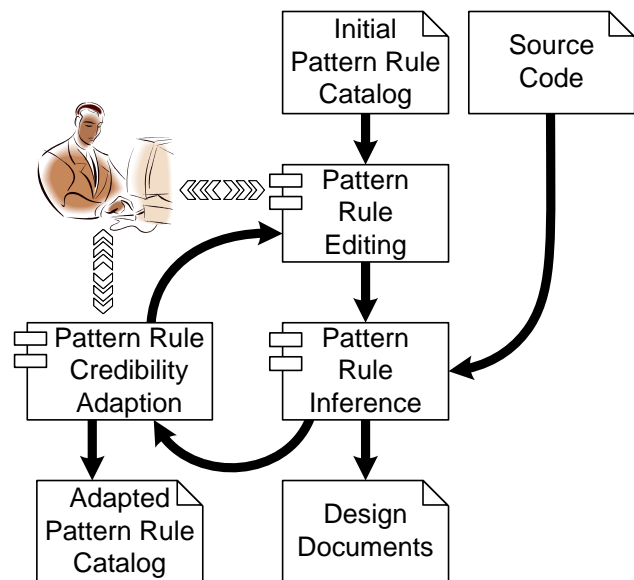 Initial
Pattern Rule
Catalog
Source
Code
Pattern
Rule
Editing
Pattern Rule
Credibility
Adaption
Pattern
Rule
Inference
Adapted
Pattern Rule
Catalog
Design
Documents